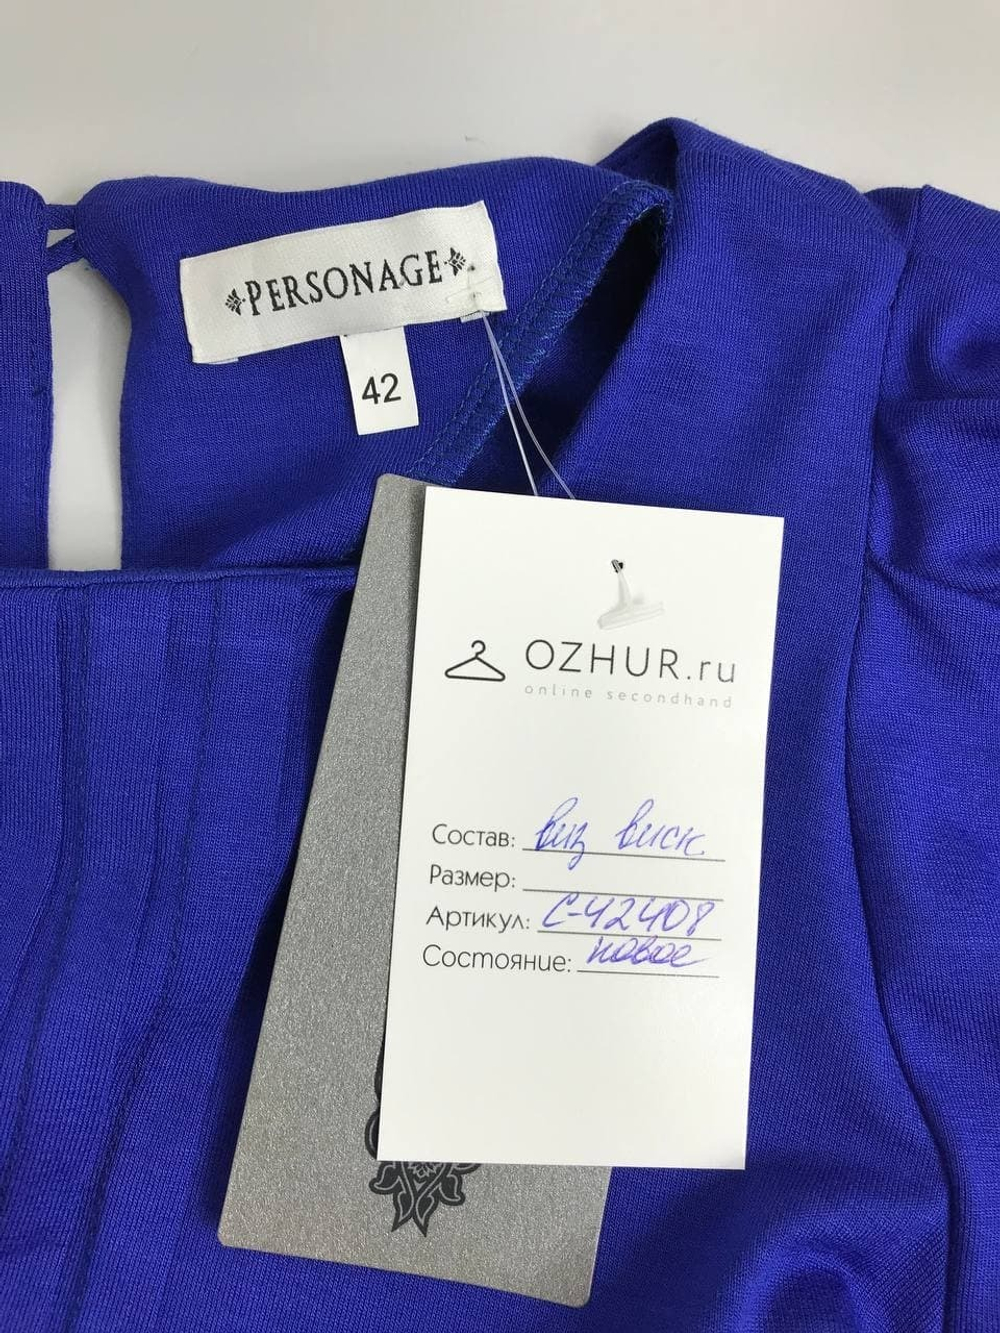 PERSONAGE
42
OZHUR.ru
online secondhand
Состав: виз виск.
Размер:
Артикул: С-42408
Состояние: новое